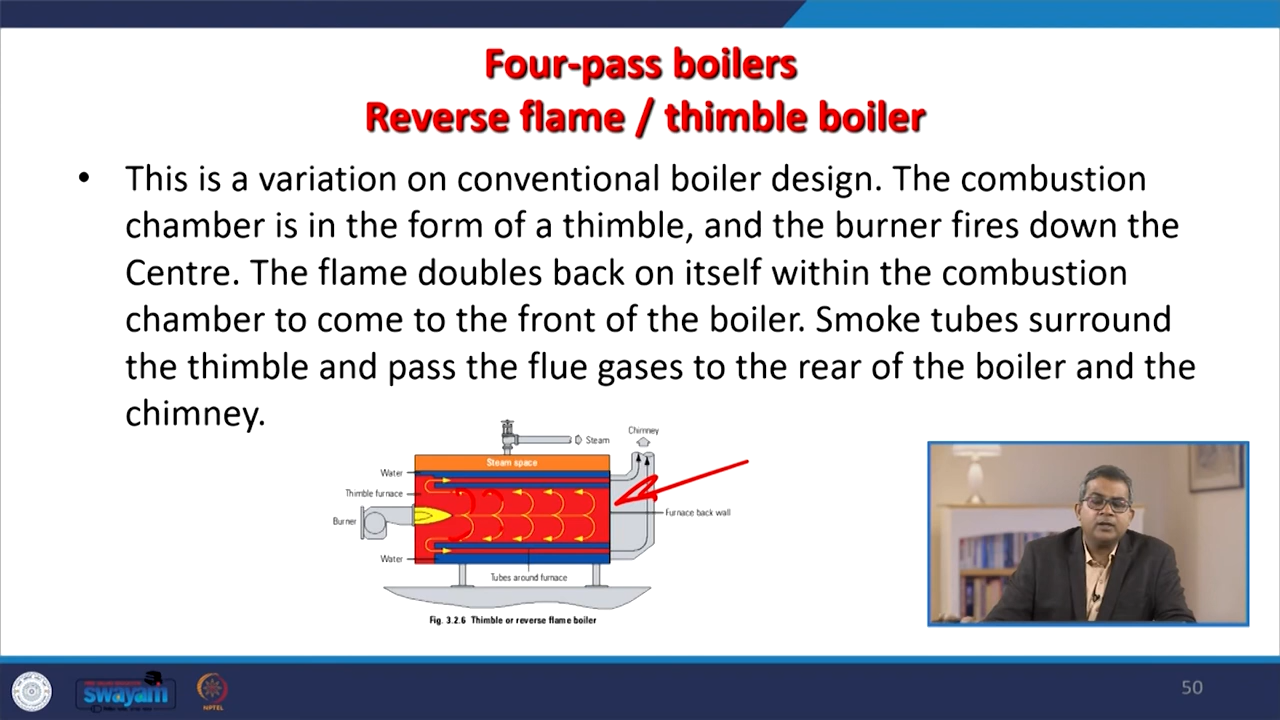 Four-pass boilers
Reverse flame / thimble boiler
• This is a variation on conventional boiler design. The combustion
chamber is in the form of a thimble, and the burner fires down the
Centre. The flame doubles back on itself within the combustion
chamber to come to the front of the boiler. Smoke tubes surround
the thimble and pass the flue gases to the rear of the boiler and the
chimney.
Steam
Chimney
Steam space
Water
Thimble furnace
Furnace back wall
Burner
Water
Tubes around furnace
Fig. 3.2.6 Thimble or reverse flame boiler
swayam
NPTEL
50